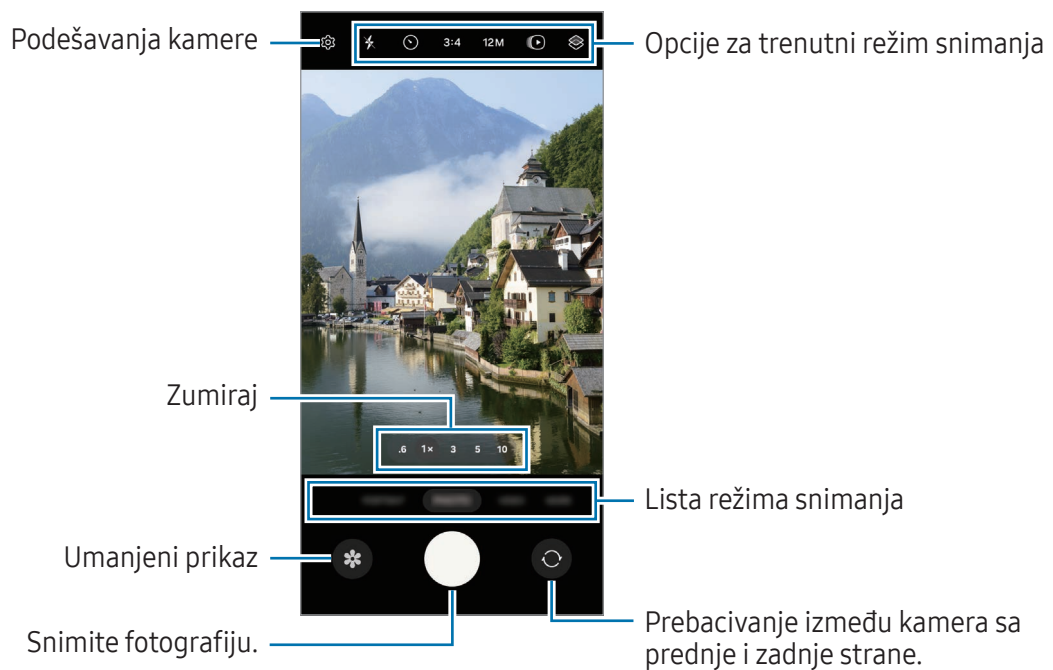 Podešavanja kamere
3:4
12M
Opcije za trenutni režim snimanja
Zumiraj
.6
1×
3
5
10
Lista režima snimanja
Umanjeni prikaz
Snimite fotografiju.
Prebacivanje između kamera sa
prednje i zadnje strane.